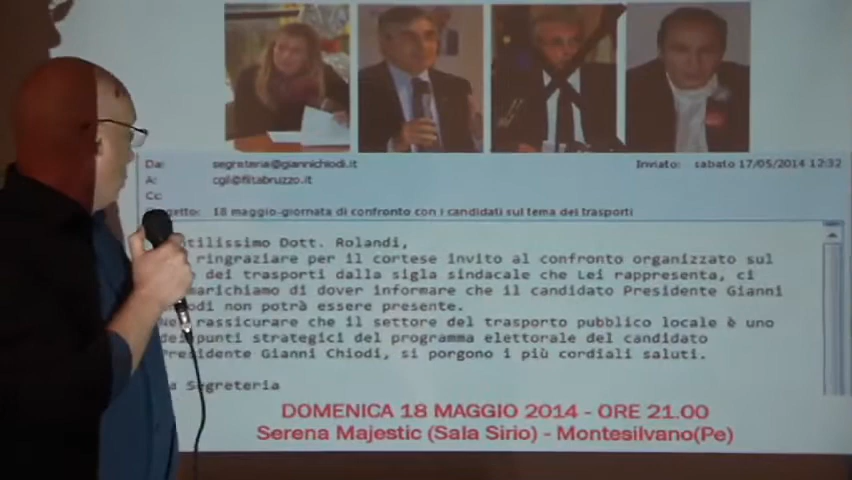 Da: segreteria@giannichiodi.it Inviato: sabato 17/05/2014 12:32
A: cgil@filtabruzzo.it
Cc:
18 maggio-giornata di confronto con i candidati sul tema dei trasporti
Dott. Rolandi,
ringraziare per il cortese invito al confronto organizzato sul
dei trasporti dalla sigla sindacale che Lei rappresenta, ci
di dover informare che il candidato Presidente Gianni
non potrà essere presente.
rassicurare che il settore del trasporto pubblico locale è uno
punti strategici del programma elettorale del candidato
Presidente Gianni Chiodi, si porgono i più cordiali saluti.
Segreteria
DOMENICA 18 MAGGIO 2014 - ORE 21.00
Serena Majestic (Sala Sirio) - Montesilvano(Pe)